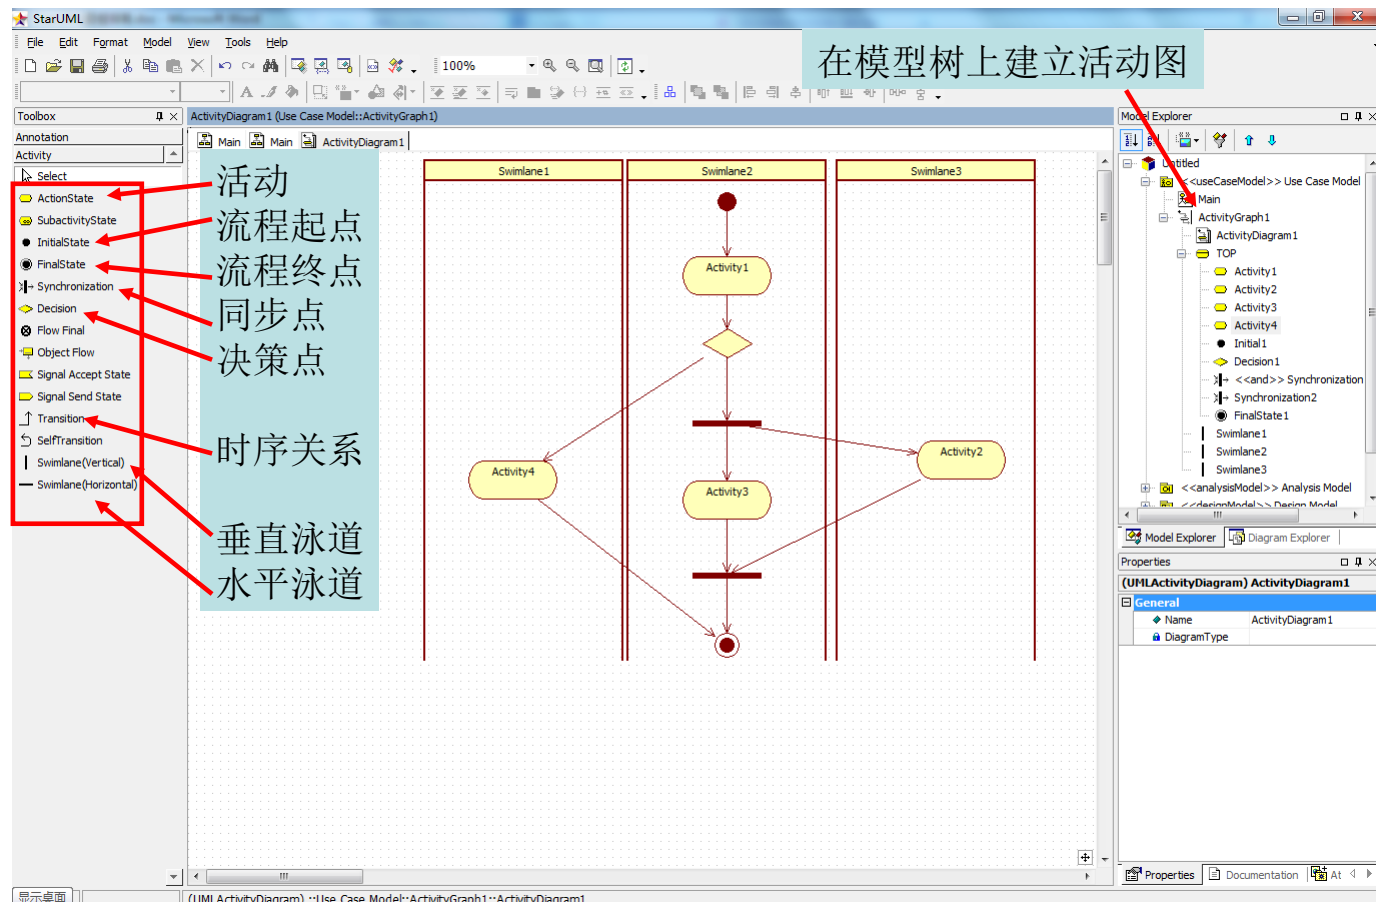 StarUML
File Edit Format Model View Tools Help
100%
在模型树上建立活动图
Toolbox
Annotation
Activity
Select
ActionState
SubactivityState
InitialState
FinalState
Synchronization
Decision
Flow Final
Object Flow
Signal Accept State
Signal Send State
Transition
SelfTransition
Swimlane(Vertical)
Swimlane(Horizontal)
活动
流程起点
流程终点
同步点
决策点
时序关系
垂直泳道
水平泳道
ActivityDiagram1 (Use Case Model::ActivityGraph1)
Main Main ActivityDiagram1
Swimlane1 Swimlane2 Swimlane3
Activity1
Activity2
Activity4
Activity3
Model Explorer
Untitled
<<useCaseModel>> Use Case Model
Main
ActivityGraph1
ActivityDiagram1
TOP
Activity1
Activity2
Activity3
Activity4
Initial1
Decision1
<<and>> Synchronization
Synchronization2
FinalState1
Swimlane1
Swimlane2
Swimlane3
<<analysisModel>> Analysis Model
<<designModel>> Design Model
Model Explorer Diagram Explorer
Properties
(UMLActivityDiagram) ActivityDiagram1
General
Name ActivityDiagram1
DiagramType
Properties Documentation At
显示桌面
(UMLActivityDiagram) ::Use Case Model::ActivityGraph1::ActivityDiagram1